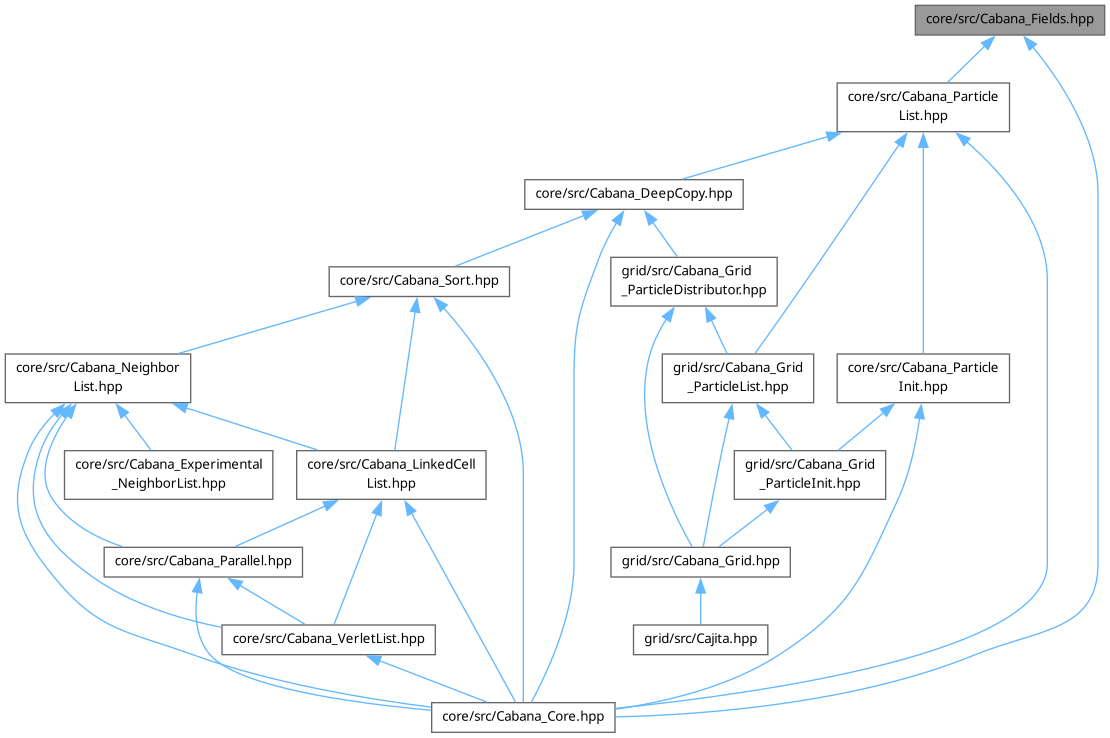 core/src/Cabana_Fields.hpp
core/src/Cabana_Particle
List.hpp
core/src/Cabana_DeepCopy.hpp
core/src/Cabana_Sort.hpp
grid/src/Cabana_Grid
_ParticleDistributor.hpp
core/src/Cabana_Neighbor
List.hpp
grid/src/Cabana_Grid
_ParticleList.hpp
core/src/Cabana_Particle
Init.hpp
core/src/Cabana_Experimental
_NeighborList.hpp
core/src/Cabana_LinkedCell
List.hpp
grid/src/Cabana_Grid
_ParticleInit.hpp
core/src/Cabana_Parallel.hpp
grid/src/Cabana_Grid.hpp
core/src/Cabana_VerletList.hpp
grid/src/Cajita.hpp
core/src/Cabana_Core.hpp